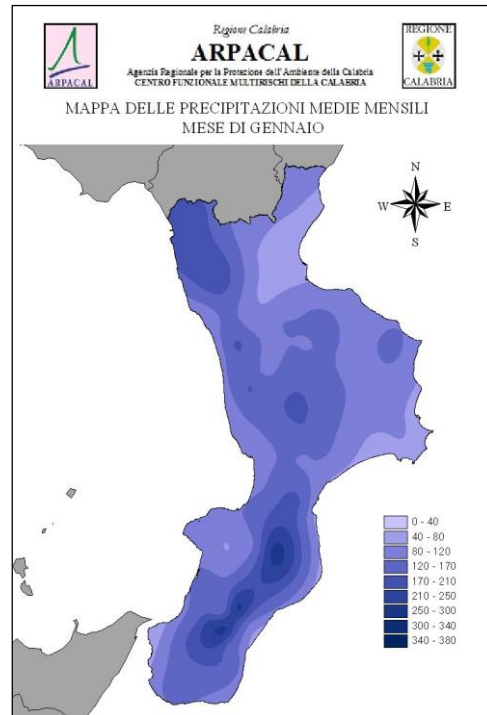 Regione Calabria
ARPACAL
Agenzia Regionale per la Protezione dell'Ambiente della Calabria
CENTRO FUNZIONALE MULTIRISCHI DELLA CALABRIA
ARPACAL
REGIONE
CALABRIA
MAPPA DELLE PRECIPITAZIONI MEDIE MENSILI
MESE DI GENNAIO
N
W E
S
0 - 40
40 - 80
80 - 120
120 - 170
170 - 210
210 - 250
250 - 300
300 - 340
340 - 380